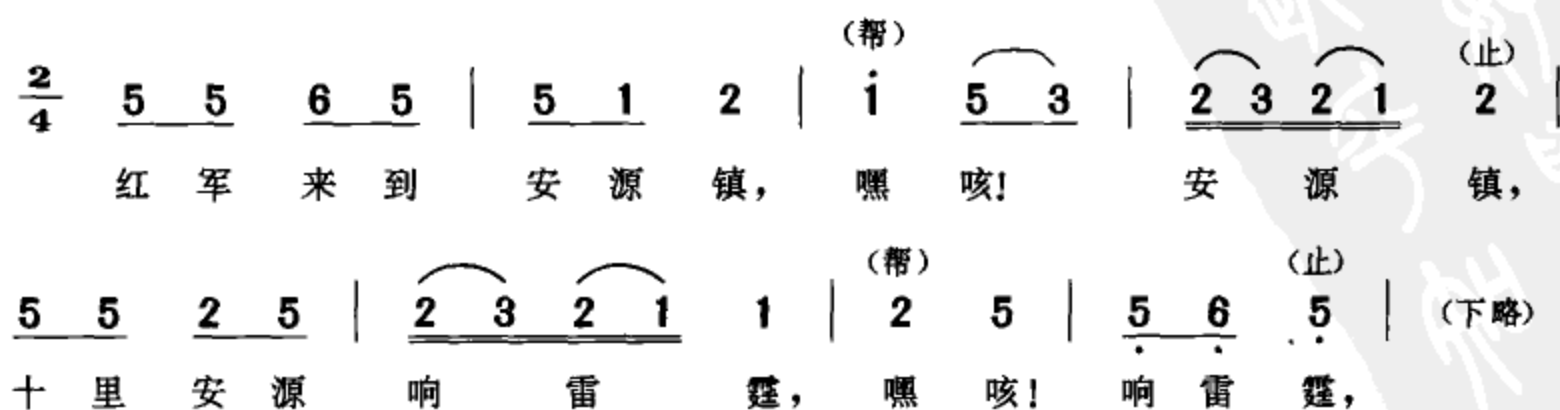 （帮） （止）
2/4 5 5 6 5 | 5 1 2 | 1̇ 5 3 | 2 3 2 1 2 |
红 军 来 到 安 源 镇， 嘿 咳！ 安 源 镇，
（帮） （止）
5 5 2 5 | 2 3 2 1 1 | 2 5 | 5̣ 6̣ 5̣ | （下略）
十 里 安 源 响 雷 霆， 嘿 咳！ 响 雷 霆，